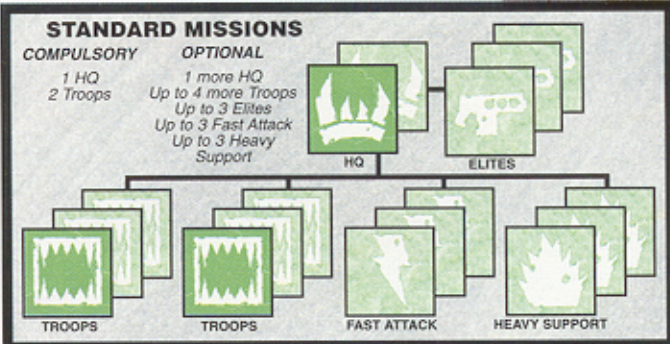 STANDARD MISSIONS
COMPULSORY
1 HQ
2 Troops
OPTIONAL
1 more HQ
Up to 4 more Troops
Up to 3 Elites
Up to 3 Fast Attack
Up to 3 Heavy
Support
HQ
ELITES
TROOPS
TROOPS
FAST ATTACK
HEAVY SUPPORT